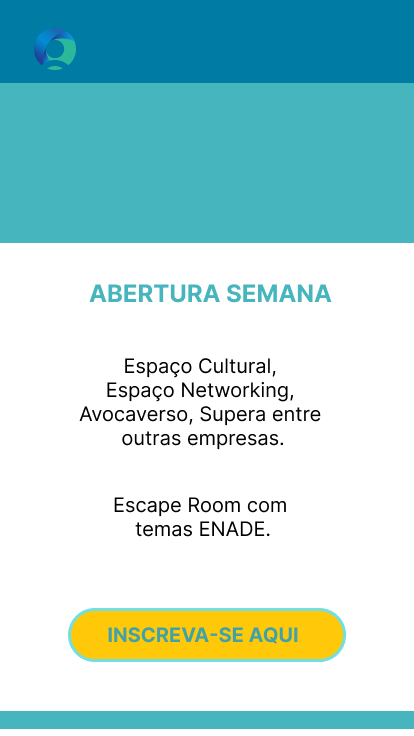 ABERTURA SEMANA
Espaço Cultural,
Espaço Networking,
Avocaverso, Supera entre
outras empresas.
Escape Room com
temas ENADE.
INSCREVA-SE AQUI